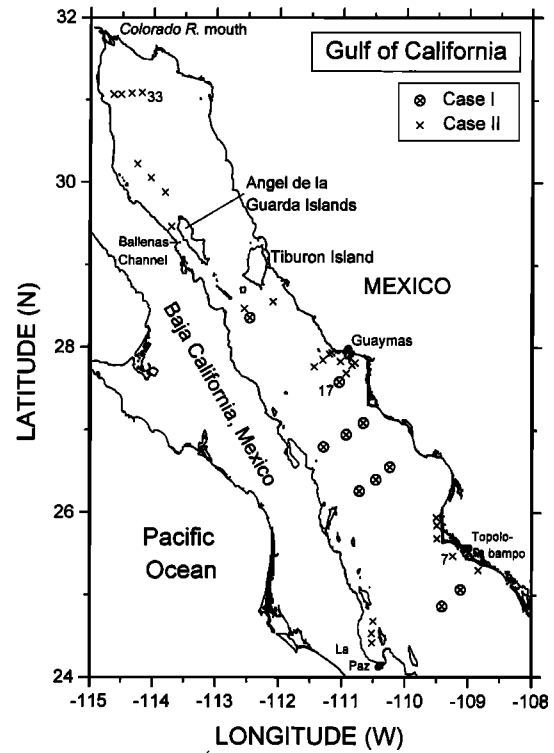 32
Colorado R. mouth
Gulf of California
Case I
Case II
33
30
Angel de la
Guarda Islands
Ballenas
Channel
Tiburon Island
MEXICO
28
Guaymas
17
Baja California, Mexico
26
Pacific
Ocean
Topolo-
bampo
7
La
Paz
24
LATITUDE (N)
-115 -114 -113 -112 -111 -110 -109 -108
LONGITUDE (W)